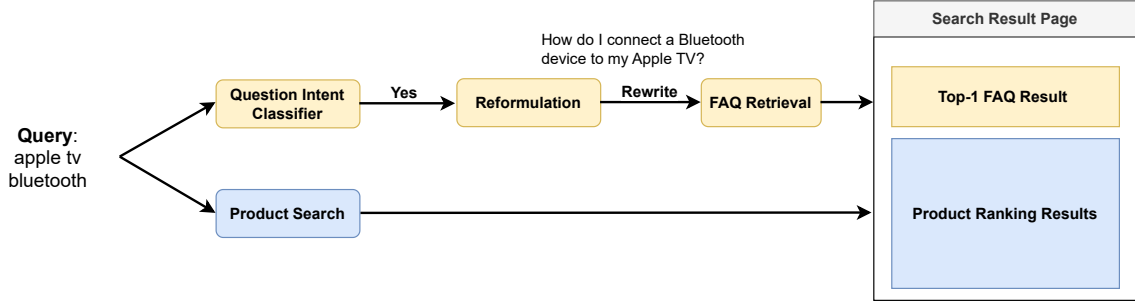 Search Result Page
How do I connect a Bluetooth
device to my Apple TV?
Query:
apple tv
bluetooth
Question Intent
Classifier
Yes
Reformulation
Rewrite
FAQ Retrieval
Top-1 FAQ Result
Product Search
Product Ranking Results